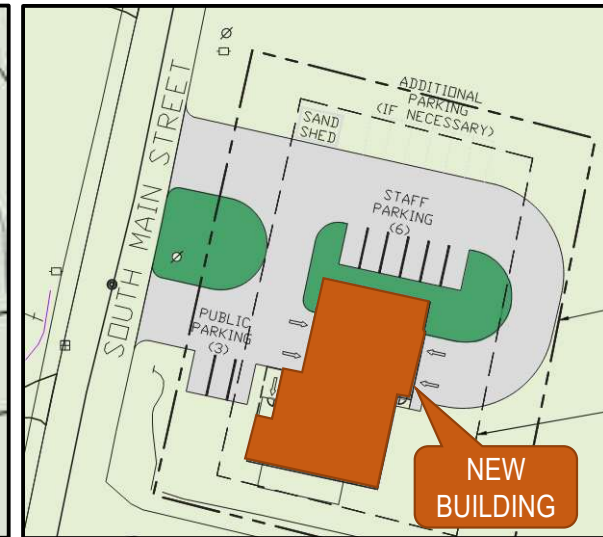 SOUTH MAIN STREET
ADDITIONAL
PARKING
(IF NECESSARY)
SAND
SHED
STAFF
PARKING
(6)
PUBLIC
PARKING
(3)
NEW
BUILDING